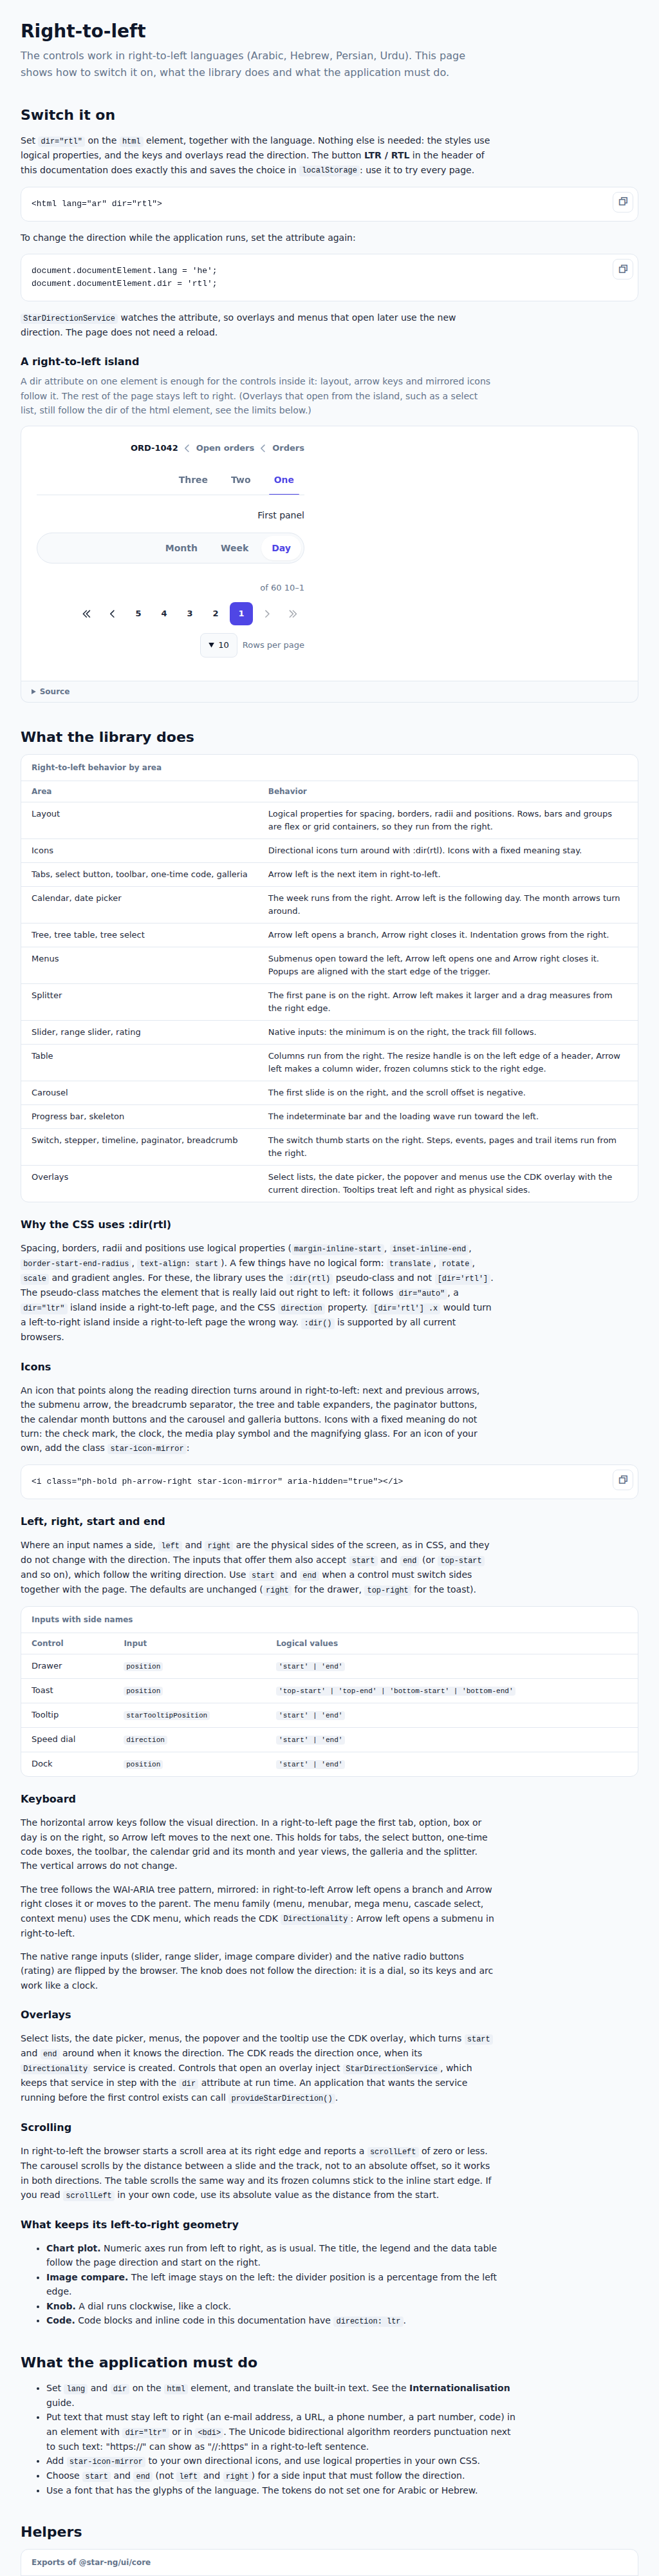 Right-to-left
The controls work in right-to-left languages (Arabic, Hebrew, Persian, Urdu). This page
shows how to switch it on, what the library does and what the application must do.
Switch it on
Set dir="rtl" on the html element, together with the language. Nothing else is needed: the styles use
logical properties, and the keys and overlays read the direction. The button LTR / RTL in the header of
this documentation does exactly this and saves the choice in localStorage: use it to try every page.
<html lang="ar" dir="rtl">
To change the direction while the application runs, set the attribute again:
document.documentElement.lang = 'he';
document.documentElement.dir = 'rtl';
StarDirectionService watches the attribute, so overlays and menus that open later use the new
direction. The page does not need a reload.
A right-to-left island
A dir attribute on one element is enough for the controls inside it: layout, arrow keys and mirrored icons
follow it. The rest of the page stays left to right. (Overlays that open from the island, such as a select
list, still follow the dir of the html element, see the limits below.)
ORD-1042 Open orders Orders
Three Two One
First panel
Month Week Day
of 60 10–1
5 4 3 2 1
10 Rows per page
Source
What the library does
Right-to-left behavior by area
Area Behavior
Layout Logical properties for spacing, borders, radii and positions. Rows, bars and groups
are flex or grid containers, so they run from the right.
Icons Directional icons turn around with :dir(rtl). Icons with a fixed meaning stay.
Tabs, select button, toolbar, one-time code, galleria Arrow left is the next item in right-to-left.
Calendar, date picker The week runs from the right. Arrow left is the following day. The month arrows turn
around.
Tree, tree table, tree select Arrow left opens a branch, Arrow right closes it. Indentation grows from the right.
Menus Submenus open toward the left, Arrow left opens one and Arrow right closes it.
Popups are aligned with the start edge of the trigger.
Splitter The first pane is on the right. Arrow left makes it larger and a drag measures from
the right edge.
Slider, range slider, rating Native inputs: the minimum is on the right, the track fill follows.
Table Columns run from the right. The resize handle is on the left edge of a header, Arrow
left makes a column wider, frozen columns stick to the right edge.
Carousel The first slide is on the right, and the scroll offset is negative.
Progress bar, skeleton The indeterminate bar and the loading wave run toward the left.
Switch, stepper, timeline, paginator, breadcrumb The switch thumb starts on the right. Steps, events, pages and trail items run from
the right.
Overlays Select lists, the date picker, the popover and menus use the CDK overlay with the
current direction. Tooltips treat left and right as physical sides.
Why the CSS uses :dir(rtl)
Spacing, borders, radii and positions use logical properties (margin-inline-start, inset-inline-end,
border-start-end-radius, text-align: start). A few things have no logical form: translate, rotate,
scale and gradient angles. For these, the library uses the :dir(rtl) pseudo-class and not [dir='rtl'].
The pseudo-class matches the element that is really laid out right to left: it follows dir="auto", a
dir="ltr" island inside a right-to-left page, and the CSS direction property. [dir='rtl'] .x would turn
a left-to-right island inside a right-to-left page the wrong way. :dir() is supported by all current
browsers.
Icons
An icon that points along the reading direction turns around in right-to-left: next and previous arrows,
the submenu arrow, the breadcrumb separator, the tree and table expanders, the paginator buttons,
the calendar month buttons and the carousel and galleria buttons. Icons with a fixed meaning do not
turn: the check mark, the clock, the media play symbol and the magnifying glass. For an icon of your
own, add the class star-icon-mirror:
<i class="ph-bold ph-arrow-right star-icon-mirror" aria-hidden="true"></i>
Left, right, start and end
Where an input names a side, left and right are the physical sides of the screen, as in CSS, and they
do not change with the direction. The inputs that offer them also accept start and end (or top-start
and so on), which follow the writing direction. Use start and end when a control must switch sides
together with the page. The defaults are unchanged (right for the drawer, top-right for the toast).
Inputs with side names
Control Input Logical values
Drawer position 'start' | 'end'
Toast position 'top-start' | 'top-end' | 'bottom-start' | 'bottom-end'
Tooltip starTooltipPosition 'start' | 'end'
Speed dial direction 'start' | 'end'
Dock position 'start' | 'end'
Keyboard
The horizontal arrow keys follow the visual direction. In a right-to-left page the first tab, option, box or
day is on the right, so Arrow left moves to the next one. This holds for tabs, the select button, one-time
code boxes, the toolbar, the calendar grid and its month and year views, the galleria and the splitter.
The vertical arrows do not change.
The tree follows the WAI-ARIA tree pattern, mirrored: in right-to-left Arrow left opens a branch and Arrow
right closes it or moves to the parent. The menu family (menu, menubar, mega menu, cascade select,
context menu) uses the CDK menu, which reads the CDK Directionality: Arrow left opens a submenu in
right-to-left.
The native range inputs (slider, range slider, image compare divider) and the native radio buttons
(rating) are flipped by the browser. The knob does not follow the direction: it is a dial, so its keys and arc
work like a clock.
Overlays
Select lists, the date picker, menus, the popover and the tooltip use the CDK overlay, which turns start
and end around when it knows the direction. The CDK reads the direction once, when its
Directionality service is created. Controls that open an overlay inject StarDirectionService, which
keeps that service in step with the dir attribute at run time. An application that wants the service
running before the first control exists can call provideStarDirection().
Scrolling
In right-to-left the browser starts a scroll area at its right edge and reports a scrollLeft of zero or less.
The carousel scrolls by the distance between a slide and the track, not to an absolute offset, so it works
in both directions. The table scrolls the same way and its frozen columns stick to the inline start edge. If
you read scrollLeft in your own code, use its absolute value as the distance from the start.
What keeps its left-to-right geometry
• Chart plot. Numeric axes run from left to right, as is usual. The title, the legend and the data table
follow the page direction and start on the right.
• Image compare. The left image stays on the left: the divider position is a percentage from the left
edge.
• Knob. A dial runs clockwise, like a clock.
• Code. Code blocks and inline code in this documentation have direction: ltr.
What the application must do
• Set lang and dir on the html element, and translate the built-in text. See the Internationalisation
guide.
• Put text that must stay left to right (an e-mail address, a URL, a phone number, a part number, code) in
an element with dir="ltr" or in <bdi>. The Unicode bidirectional algorithm reorders punctuation next
to such text: "https://" can show as "//:https" in a right-to-left sentence.
• Add star-icon-mirror to your own directional icons, and use logical properties in your own CSS.
• Choose start and end (not left and right) for a side input that must follow the direction.
• Use a font that has the glyphs of the language. The tokens do not set one for Arabic or Hebrew.
Helpers
Exports of @star-ng/ui/core